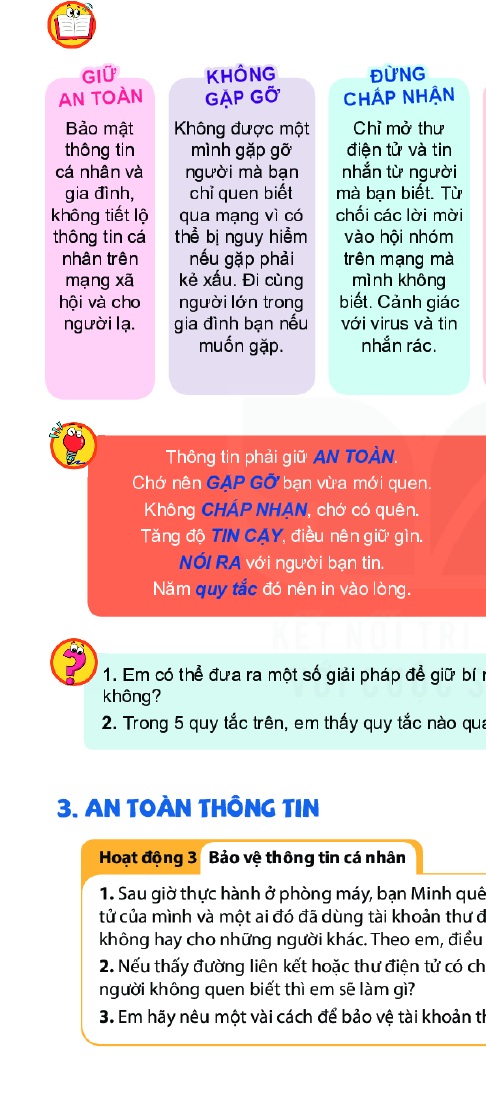 GIỮ
AN TOÀN
Bảo mật
thông tin
cá nhân và
gia đình,
không tiết lộ
thông tin cá
nhân trên
mạng xã
hội và cho
người lạ.
KHÔNG
GẶP GỠ
Không được một
mình gặp gỡ
người mà bạn
chỉ quen biết
qua mạng vì có
thể bị nguy hiểm
nếu gặp phải
kẻ xấu. Đi cùng
người lớn trong
gia đình bạn nếu
muốn gặp.
ĐỪNG
CHẤP NHẬN
Chỉ mở thư
điện tử và tin
nhắn từ người
mà bạn biết. Từ
chối các lời mời
vào hội nhóm
trên mạng mà
mình không
biết. Cảnh giác
với virus và tin
nhắn rác.
Thông tin phải giữ AN TOÀN.
Chớ nên GẶP GỠ bạn vừa mới quen.
Không CHẤP NHẬN, chớ có quên.
Tăng độ TIN CẬY, điều nên giữ gìn.
NÓI RA với người bạn tin.
Năm quy tắc đó nên in vào lòng.
KẾT NỐI TRI
1. Em có thể đưa ra một số giải pháp để giữ bí
không?
2. Trong 5 quy tắc trên, em thấy quy tắc nào
3. AN TOÀN THÔNG TIN
Hoạt động 3 Bảo vệ thông tin cá nhân
1. Sau giờ thực hành ở phòng máy, bạn Minh
tử của mình và một ai đó đã dùng tài khoản thư
không hay cho những người khác. Theo em, điều
2. Nếu thấy đường liên kết hoặc thư điện tử có
người không quen biết thì em sẽ làm gì?
3. Em hãy nêu một vài cách để bảo vệ tài khoản